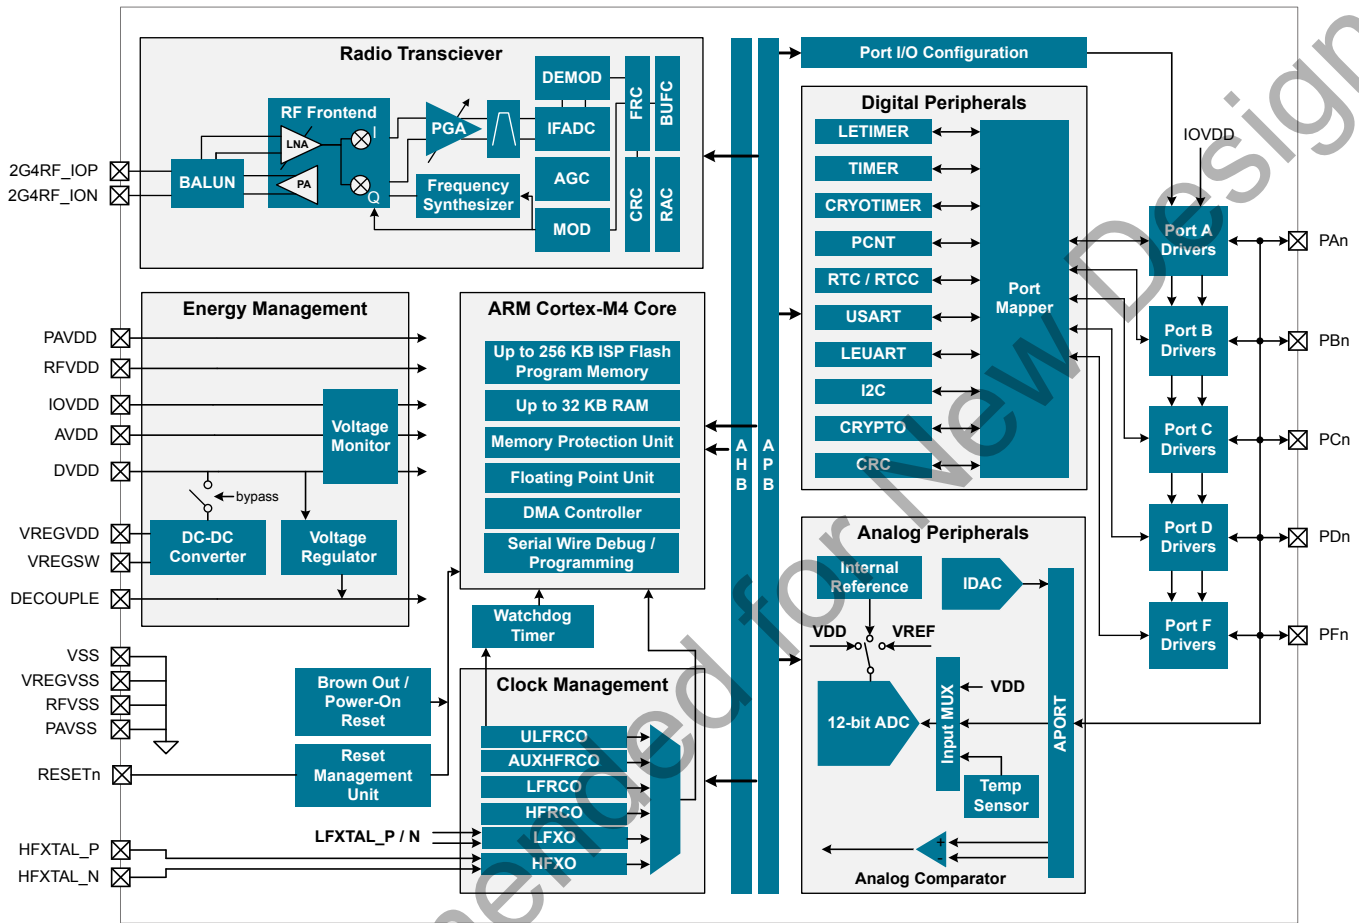 Radio Transciever
RF Frontend
LNA
PA
I
Q
BALUN
PGA
Frequency
Synthesizer
DEMOD
IFADC
AGC
MOD
FRC
BUFC
CRC
RAC
2G4RF_IOP
2G4RF_ION
Energy Management
PAVDD
RFVDD
IOVDD
AVDD
DVDD
VREGVDD
VREGSW
DECOUPLE
Voltage
Monitor
bypass
DC-DC
Converter
Voltage
Regulator
VSS
VREGVSS
RFVSS
PAVSS
RESETn
HFXTAL_P
HFXTAL_N
ARM Cortex-M4 Core
Up to 256 KB ISP Flash
Program Memory
Up to 32 KB RAM
Memory Protection Unit
Floating Point Unit
DMA Controller
Serial Wire Debug /
Programming
Watchdog
Timer
Brown Out /
Power-On
Reset
Reset
Management
Unit
Clock Management
ULFRCO
AUXHFRCO
LFRCO
HFRCO
LFXO
HFXO
LFXTAL_P / N
AHB
APB
Port I/O Configuration
Digital Peripherals
LETIMER
TIMER
CRYOTIMER
PCNT
RTC / RTCC
USART
LEUART
I2C
CRYPTO
CRC
Port
Mapper
IOVDD
Port A
Drivers
Port B
Drivers
Port C
Drivers
Port D
Drivers
Port F
Drivers
PAn
PBn
PCn
PDn
PFn
Analog Peripherals
Internal
Reference
IDAC
VDD
VREF
12-bit ADC
Input MUX
VDD
APORT
Temp
Sensor
+
-
Analog Comparator
ended for New Design